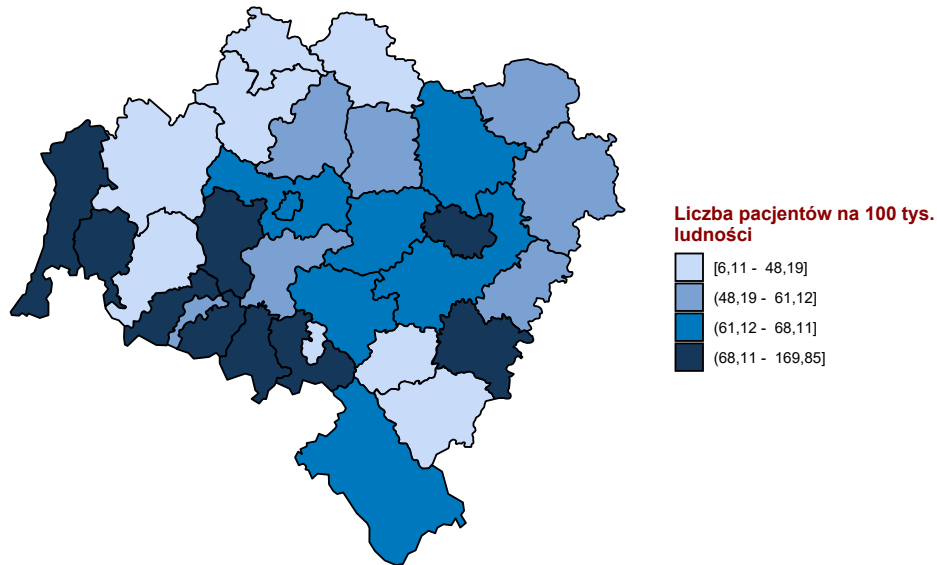 Liczba pacjentów na 100 tys.
ludności
[6,11 - 48,19]
(48,19 - 61,12]
(61,12 - 68,11]
(68,11 - 169,85]